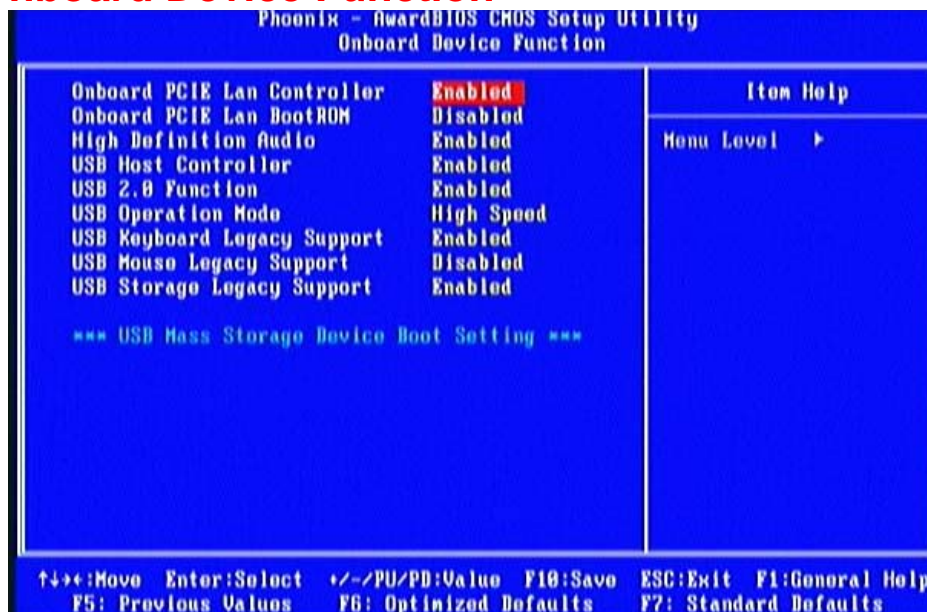 nboard Device Function
Phoenix - AwardBIOS CMOS Setup Utility
Onboard Device Function
Onboard PCIE Lan Controller Enabled
Onboard PCIE Lan BootROM Disabled
High Definition Audio Enabled
USB Host Controller Enabled
USB 2.0 Function Enabled
USB Operation Mode High Speed
USB Keyboard Legacy Support Enabled
USB Mouse Legacy Support Disabled
USB Storage Legacy Support Enabled
*** USB Mass Storage Device Boot Setting ***
Item Help
Menu Level ▸
↑↓→←:Move Enter:Select +/-/PU/PD:Value F10:Save ESC:Exit F1:General Help
F5: Previous Values F6: Optimized Defaults F7: Standard Defaults